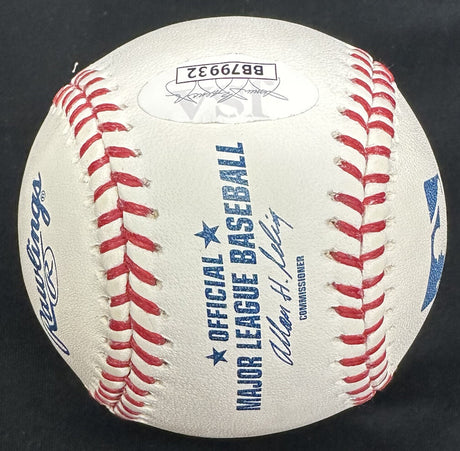 BB79932
JSA
Rawlings®
★ OFFICIAL ★
MAJOR LEAGUE BASEBALL
Allan H. Selig
COMMISSIONER